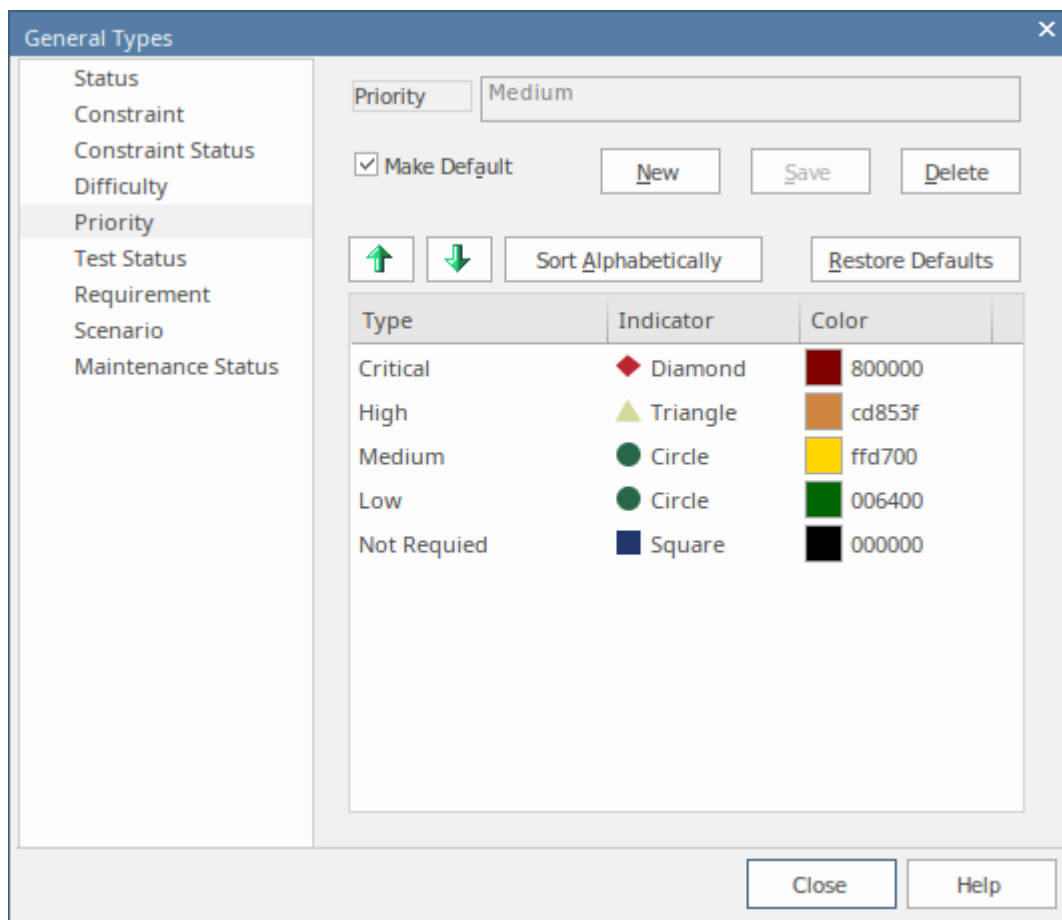 General Types
Status
Constraint
Constraint Status
Difficulty
Priority
Test Status
Requirement
Scenario
Maintenance Status
Priority Medium
Make Default New Save Delete
Sort Alphabetically Restore Defaults
Type Indicator Color
Critical Diamond 800000
High Triangle cd853f
Medium Circle ffd700
Low Circle 006400
Not Requied Square 000000
Close Help